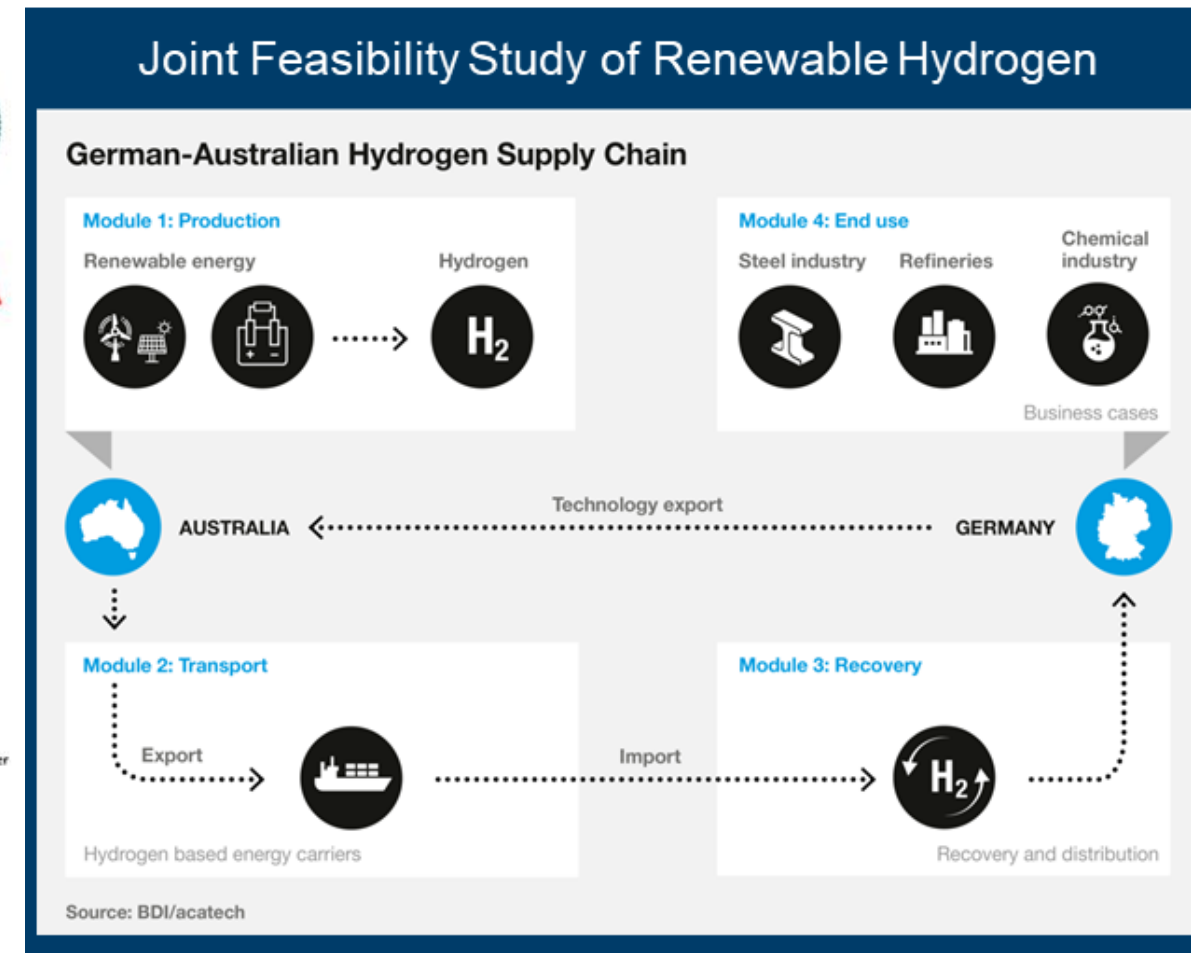 Joint Feasibility Study of Renewable Hydrogen
German-Australian Hydrogen Supply Chain
Module 1: Production
Renewable energy
Hydrogen
+ −
H₂
Module 4: End use
Steel industry
Refineries
Chemical
industry
Business cases
Technology export
AUSTRALIA
GERMANY
Module 2: Transport
Export
Hydrogen based energy carriers
Import
Module 3: Recovery
H₂
Recovery and distribution
Source: BDI/acatech